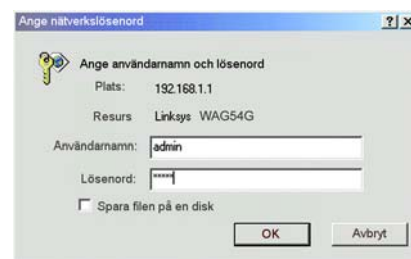 Ange nätverkslösenord
? x
Ange användarnamn och lösenord
Plats: 192.168.1.1
Resurs Linksys WAG54G
Användarnamn: admin
Lösenord: *****
Spara filen på en disk
OK Avbryt